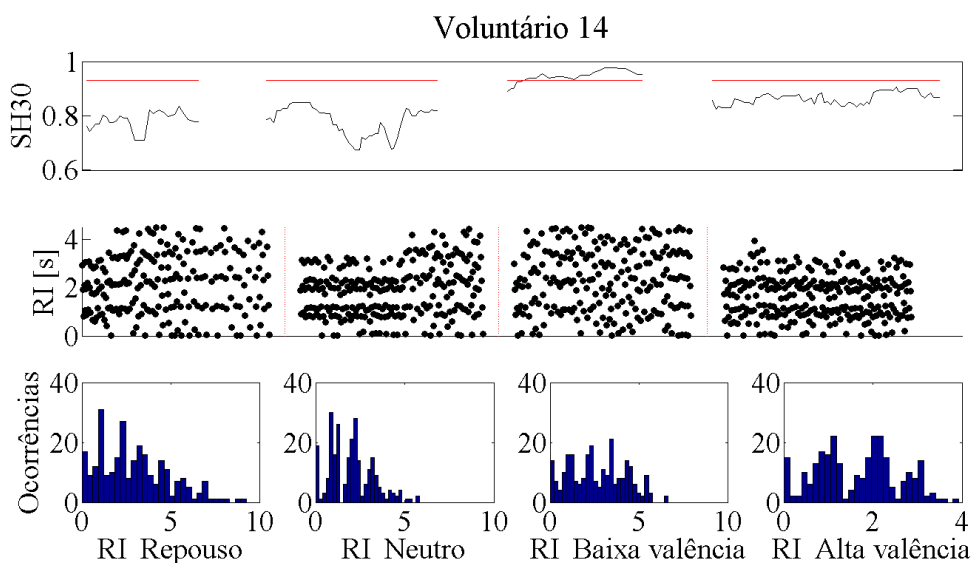 Voluntário 14
SH30
1
0.8
0.6
RI [s]
4
2
0
Ocorrências
40
20
0
0 5 10
RI Repouso
40
20
0
0 5 10
RI Neutro
40
20
0
0 5 10
RI Baixa valência
40
20
0
0 2 4
RI Alta valência